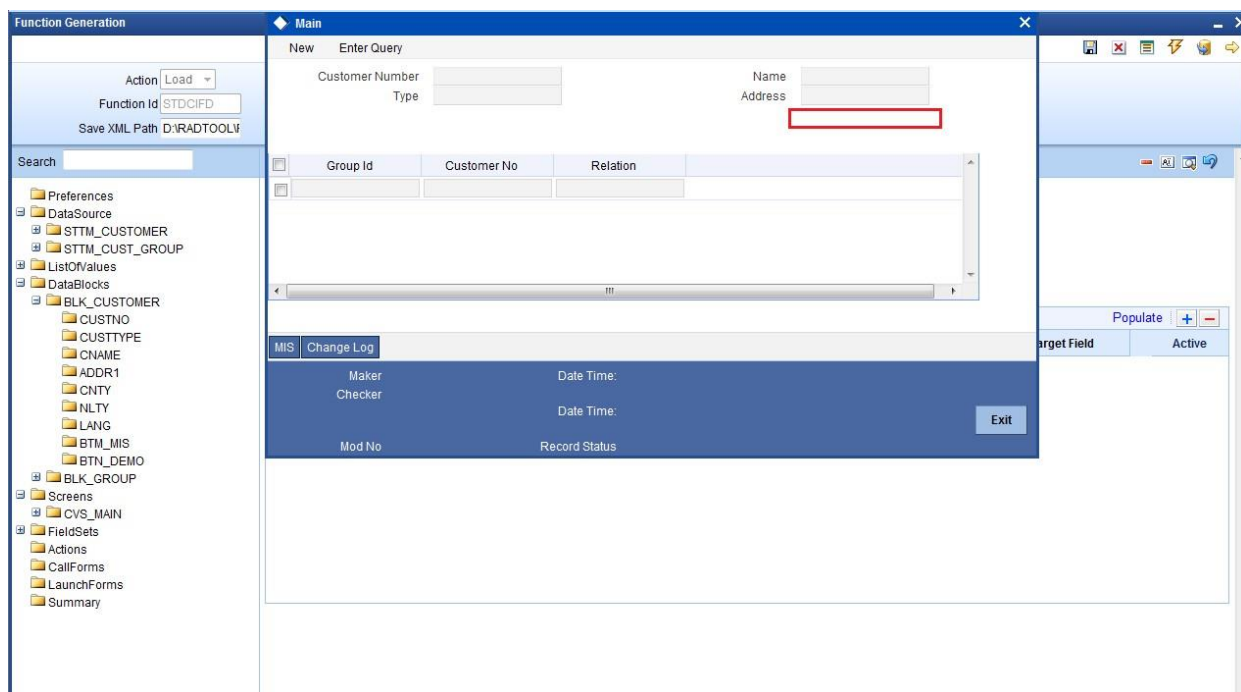 Function Generation
Main
New Enter Query
Action Load
Function Id STDCIFD
Save XML Path D:\RADTOOL\
Customer Number Name
Type Address
Search
Group Id Customer No Relation
Preferences
DataSource
STTM_CUSTOMER
STTM_CUST_GROUP
ListOfValues
DataBlocks
BLK_CUSTOMER
CUSTNO
CUSTTYPE
CNAME
ADDR1
CNTY
NLTY
LANG
BTM_MIS
BTN_DEMO
BLK_GROUP
Screens
CVS_MAIN
FieldSets
Actions
CallForms
LaunchForms
Summary
Populate
arget Field Active
MIS Change Log
Maker Date Time:
Checker
Date Time:
Exit
Mod No Record Status